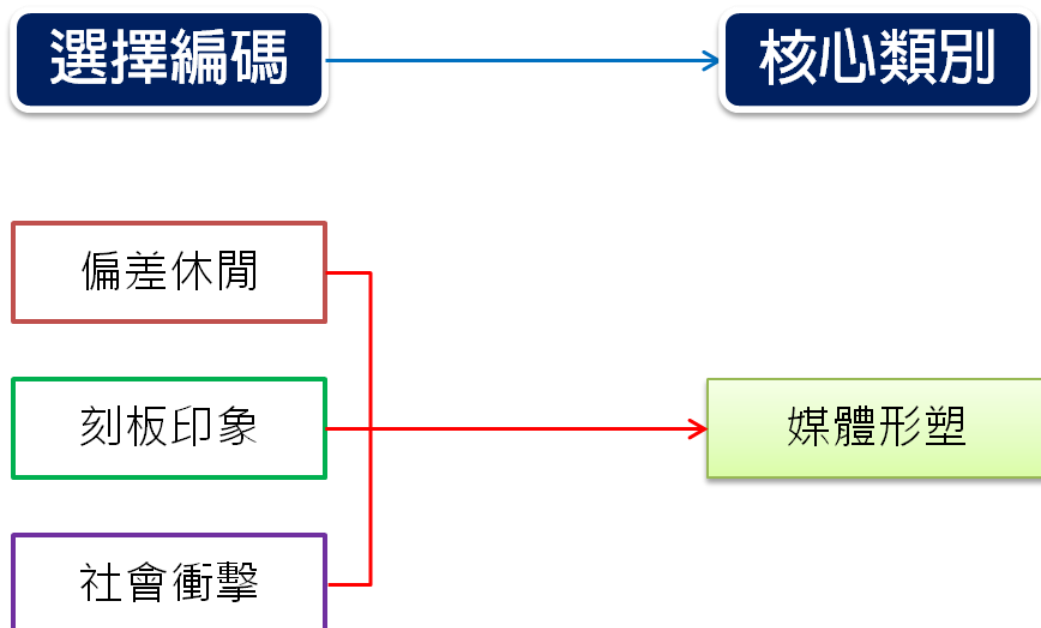 選擇編碼
核心類別
偏差休閒
刻板印象
媒體形塑
社會衝擊